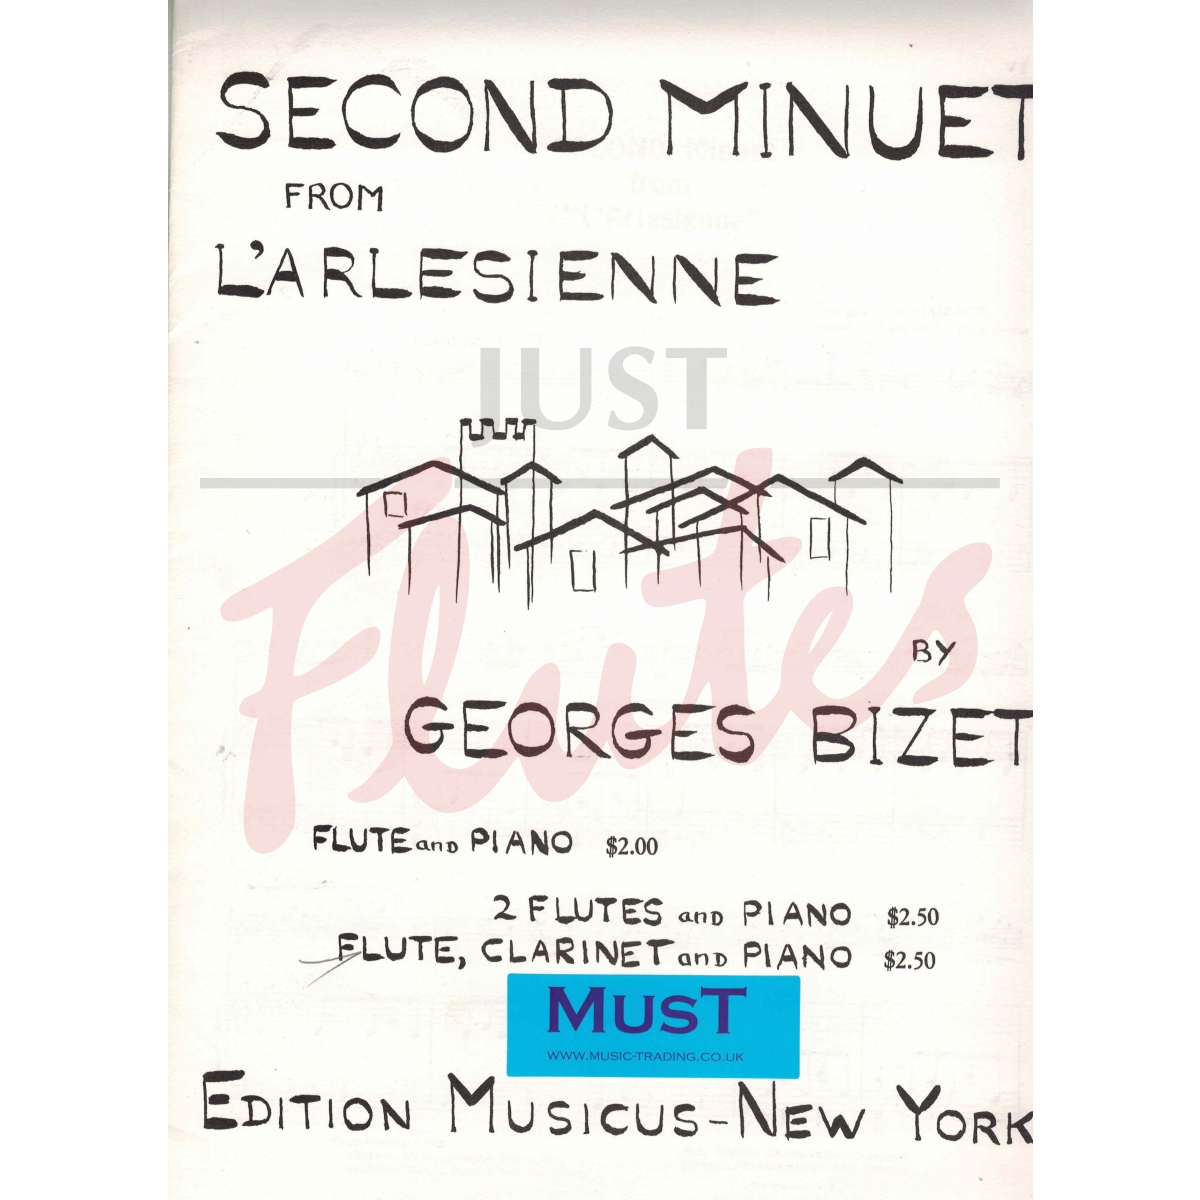 SECOND MINUET
FROM
L'ARLESIENNE
JUST
Flutes
BY
GEORGES BIZET
FLUTE and PIANO $2.00
2 FLUTES and PIANO $2.50
FLUTE, CLARINET and PIANO $2.50
MUST
WWW.MUSIC-TRADING.CO.UK
EDITION MUSICUS-NEW YORK